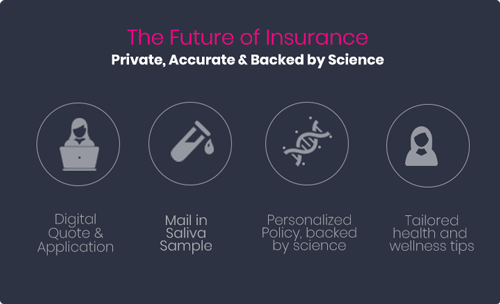 The Future of Insurance
Private, Accurate & Backed by Science
Digital
Quote &
Application
Mail in
Saliva
Sample
Personalized
Policy, backed
by science
Tailored
health and
wellness tips